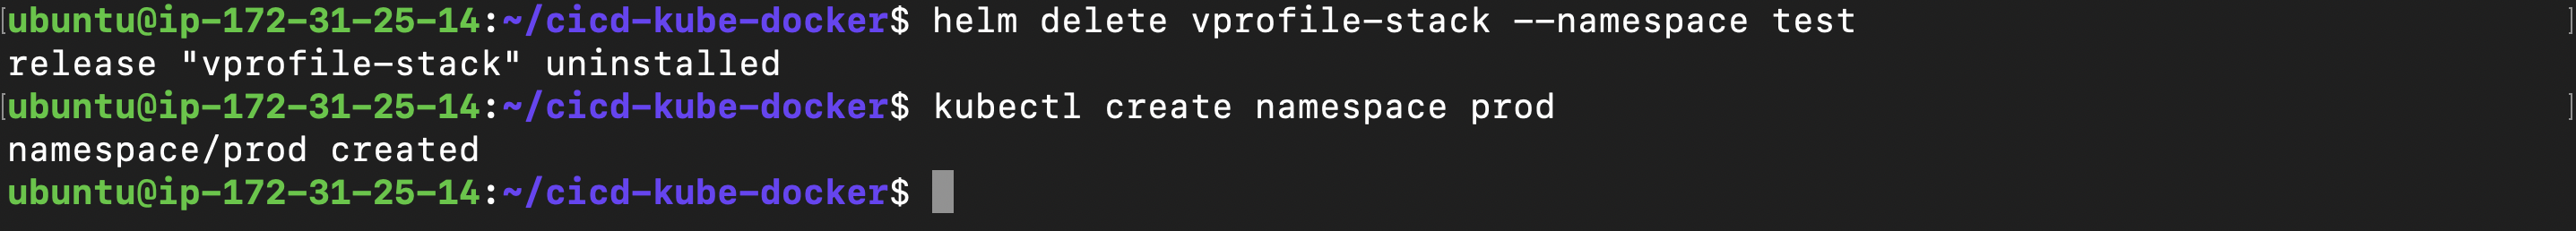 ubuntu@ip-172-31-25-14:~/cicd-kube-docker$ helm delete vprofile-stack --namespace test
release "vprofile-stack" uninstalled
ubuntu@ip-172-31-25-14:~/cicd-kube-docker$ kubectl create namespace prod
namespace/prod created
ubuntu@ip-172-31-25-14:~/cicd-kube-docker$